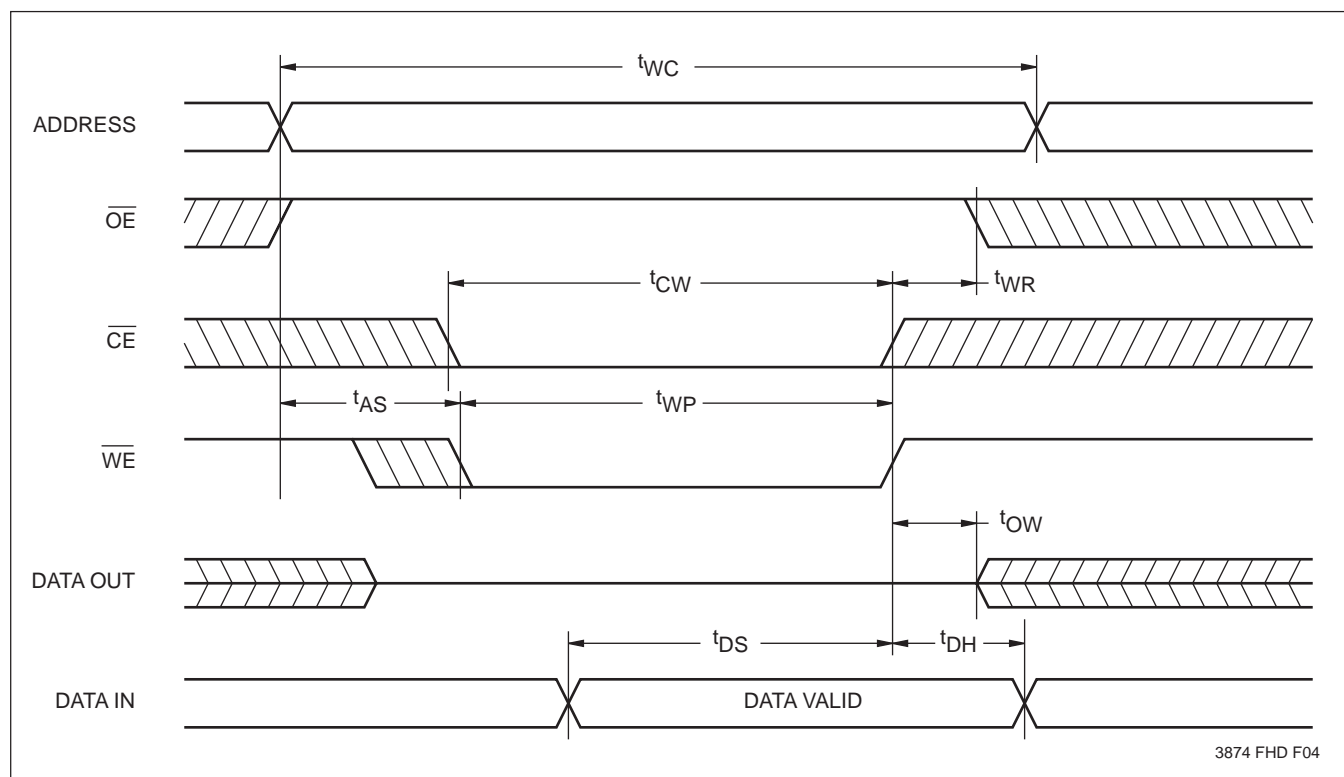 tWC
ADDRESS
OE
tCW
tWR
CE
tAS
tWP
WE
tOW
DATA OUT
tDS
tDH
DATA IN
DATA VALID
3874 FHD F04